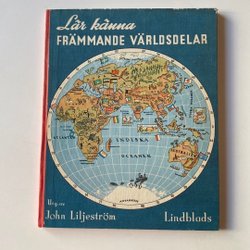 Lär känna
FRÄMMANDE VÄRLDSDELAR
INDISKA
OCEANEN
Utg. av
John Liljeström
Lindblads